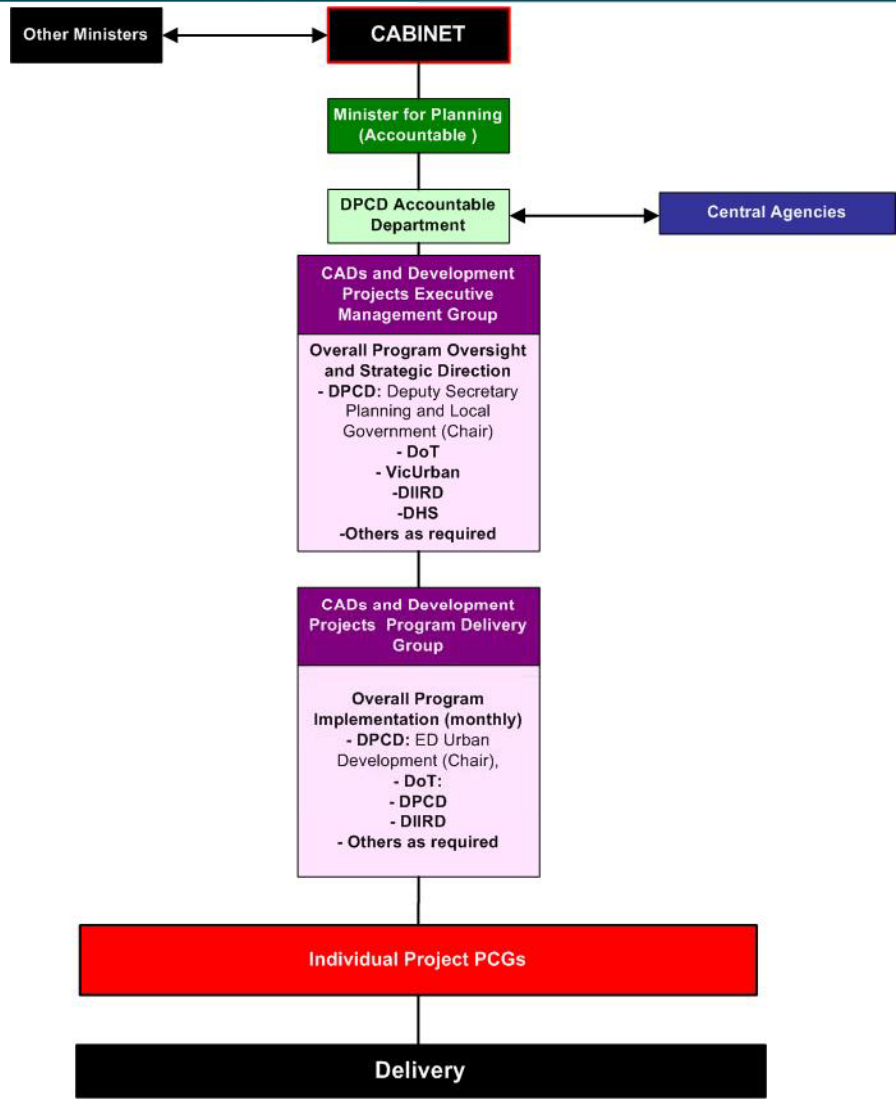 Other Ministers
CABINET
Minister for Planning
(Accountable )
DPCD Accountable
Department
Central Agencies
CADs and Development
Projects Executive
Management Group
Overall Program Oversight
and Strategic Direction
- DPCD: Deputy Secretary
Planning and Local
Government (Chair)
- DoT
- VicUrban
-DIIRD
-DHS
-Others as required
CADs and Development
Projects Program Delivery
Group
Overall Program
Implementation (monthly)
- DPCD: ED Urban
Development (Chair),
- DoT:
- DPCD
- DIIRD
- Others as required
Individual Project PCGs
Delivery